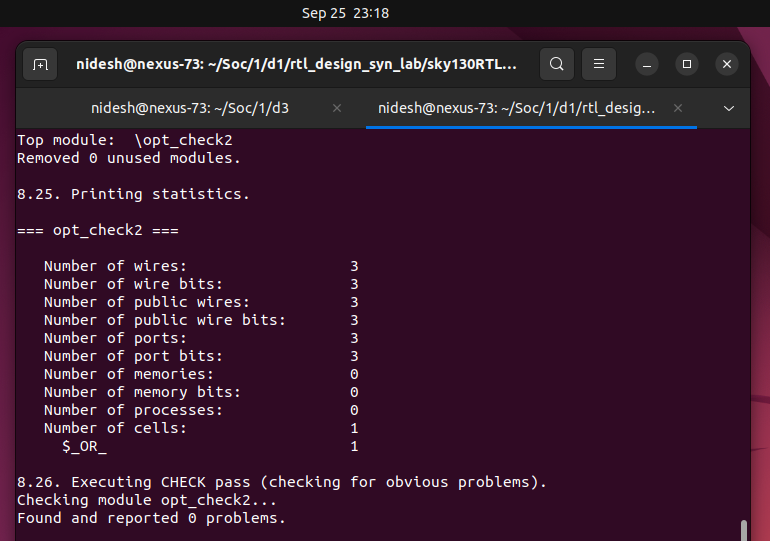 Sep 25 23:18
nidesh@nexus-73: ~/Soc/1/d1/rtl_design_syn_lab/sky130RTL...
nidesh@nexus-73: ~/Soc/1/d3
nidesh@nexus-73: ~/Soc/1/d1/rtl_desig...
Top module:  \opt_check2
Removed 0 unused modules.
8.25. Printing statistics.
=== opt_check2 ===
Number of wires: 3
Number of wire bits: 3
Number of public wires: 3
Number of public wire bits: 3
Number of ports: 3
Number of port bits: 3
Number of memories: 0
Number of memory bits: 0
Number of processes: 0
Number of cells: 1
$_OR_ 1
8.26. Executing CHECK pass (checking for obvious problems).
Checking module opt_check2...
Found and reported 0 problems.